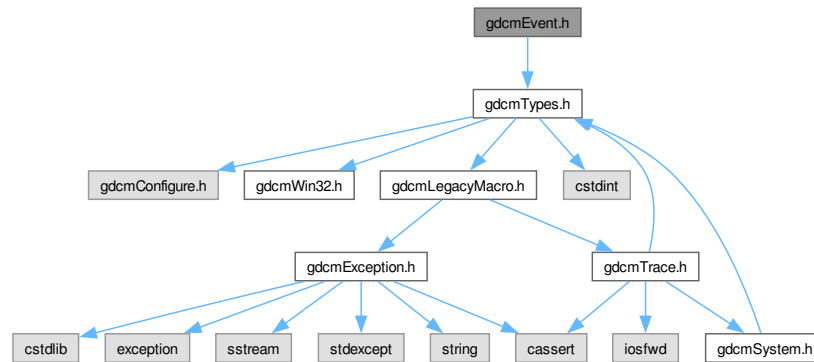 gdcmEvent.h
gdcmTypes.h
gdcmConfigure.h
gdcmWin32.h
gdcmLegacyMacro.h
cstdint
gdcmException.h
gdcmTrace.h
cstdlib
exception
sstream
stdexcept
string
cassert
iosfwd
gdcmSystem.h